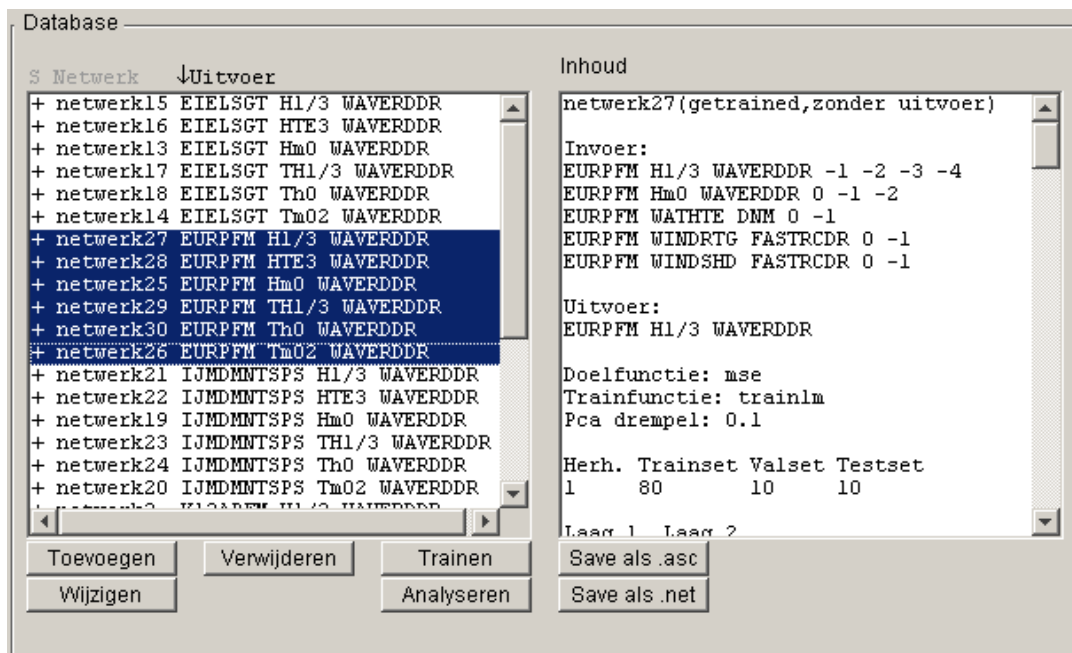 Database
S Netwerk ↓Uitvoer
+ netwerk15 EIELSGT H1/3 WAVERDDR
+ netwerk16 EIELSGT HTE3 WAVERDDR
+ netwerk13 EIELSGT Hm0 WAVERDDR
+ netwerk17 EIELSGT TH1/3 WAVERDDR
+ netwerk18 EIELSGT Th0 WAVERDDR
+ netwerk14 EIELSGT Tm02 WAVERDDR
+ netwerk27 EURPFM H1/3 WAVERDDR
+ netwerk28 EURPFM HTE3 WAVERDDR
+ netwerk25 EURPFM Hm0 WAVERDDR
+ netwerk29 EURPFM TH1/3 WAVERDDR
+ netwerk30 EURPFM Th0 WAVERDDR
+ netwerk26 EURPFM Tm02 WAVERDDR
+ netwerk21 IJMDMNTSPS H1/3 WAVERDDR
+ netwerk22 IJMDMNTSPS HTE3 WAVERDDR
+ netwerk19 IJMDMNTSPS Hm0 WAVERDDR
+ netwerk23 IJMDMNTSPS TH1/3 WAVERDDR
+ netwerk24 IJMDMNTSPS Th0 WAVERDDR
+ netwerk20 IJMDMNTSPS Tm02 WAVERDDR
Toevoegen Verwijderen Trainen
Wijzigen Analyseren
Inhoud
netwerk27(getrained,zonder uitvoer)
Invoer:
EURPFM H1/3 WAVERDDR -1 -2 -3 -4
EURPFM Hm0 WAVERDDR 0 -1 -2
EURPFM WATHTE DNM 0 -1
EURPFM WINDRTG FASTRCDR 0 -1
EURPFM WINDSHD FASTRCDR 0 -1
Uitvoer:
EURPFM H1/3 WAVERDDR
Doelfunctie: mse
Trainfunctie: trainlm
Pca drempel: 0.1
Herh. Trainset Valset Testset
1 80 10 10
Laag 1 Laag 2
Save als .asc
Save als .net